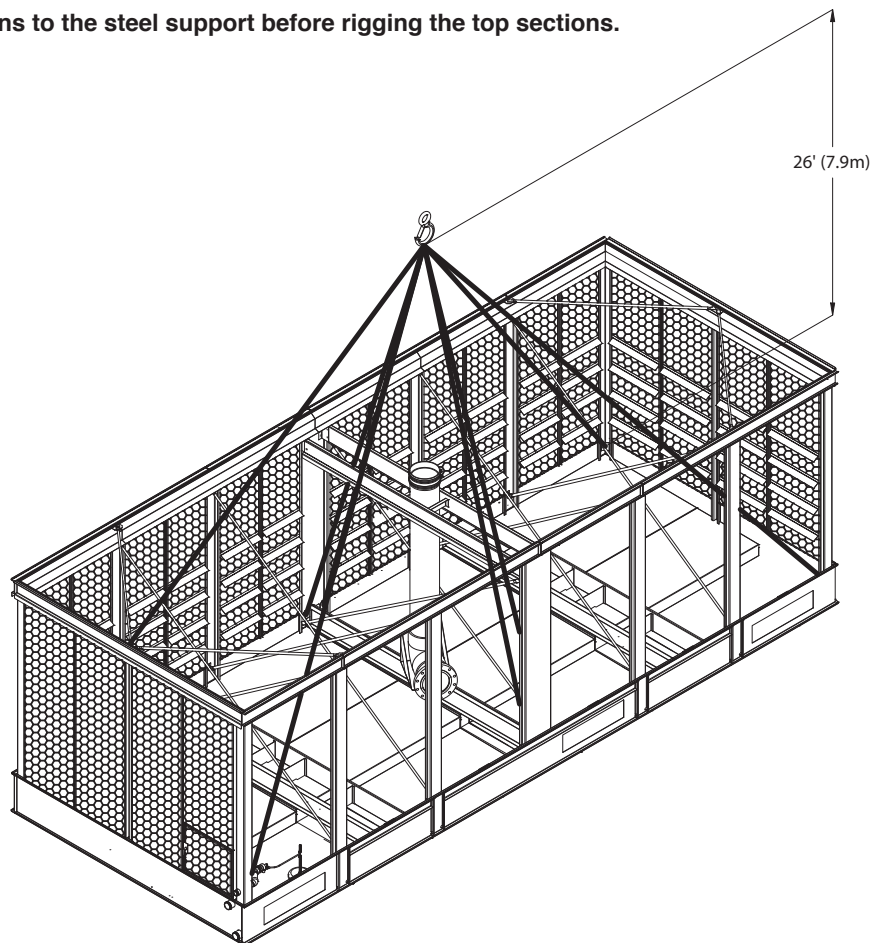 ns to the steel support before rigging the top sections.
26' (7.9m)